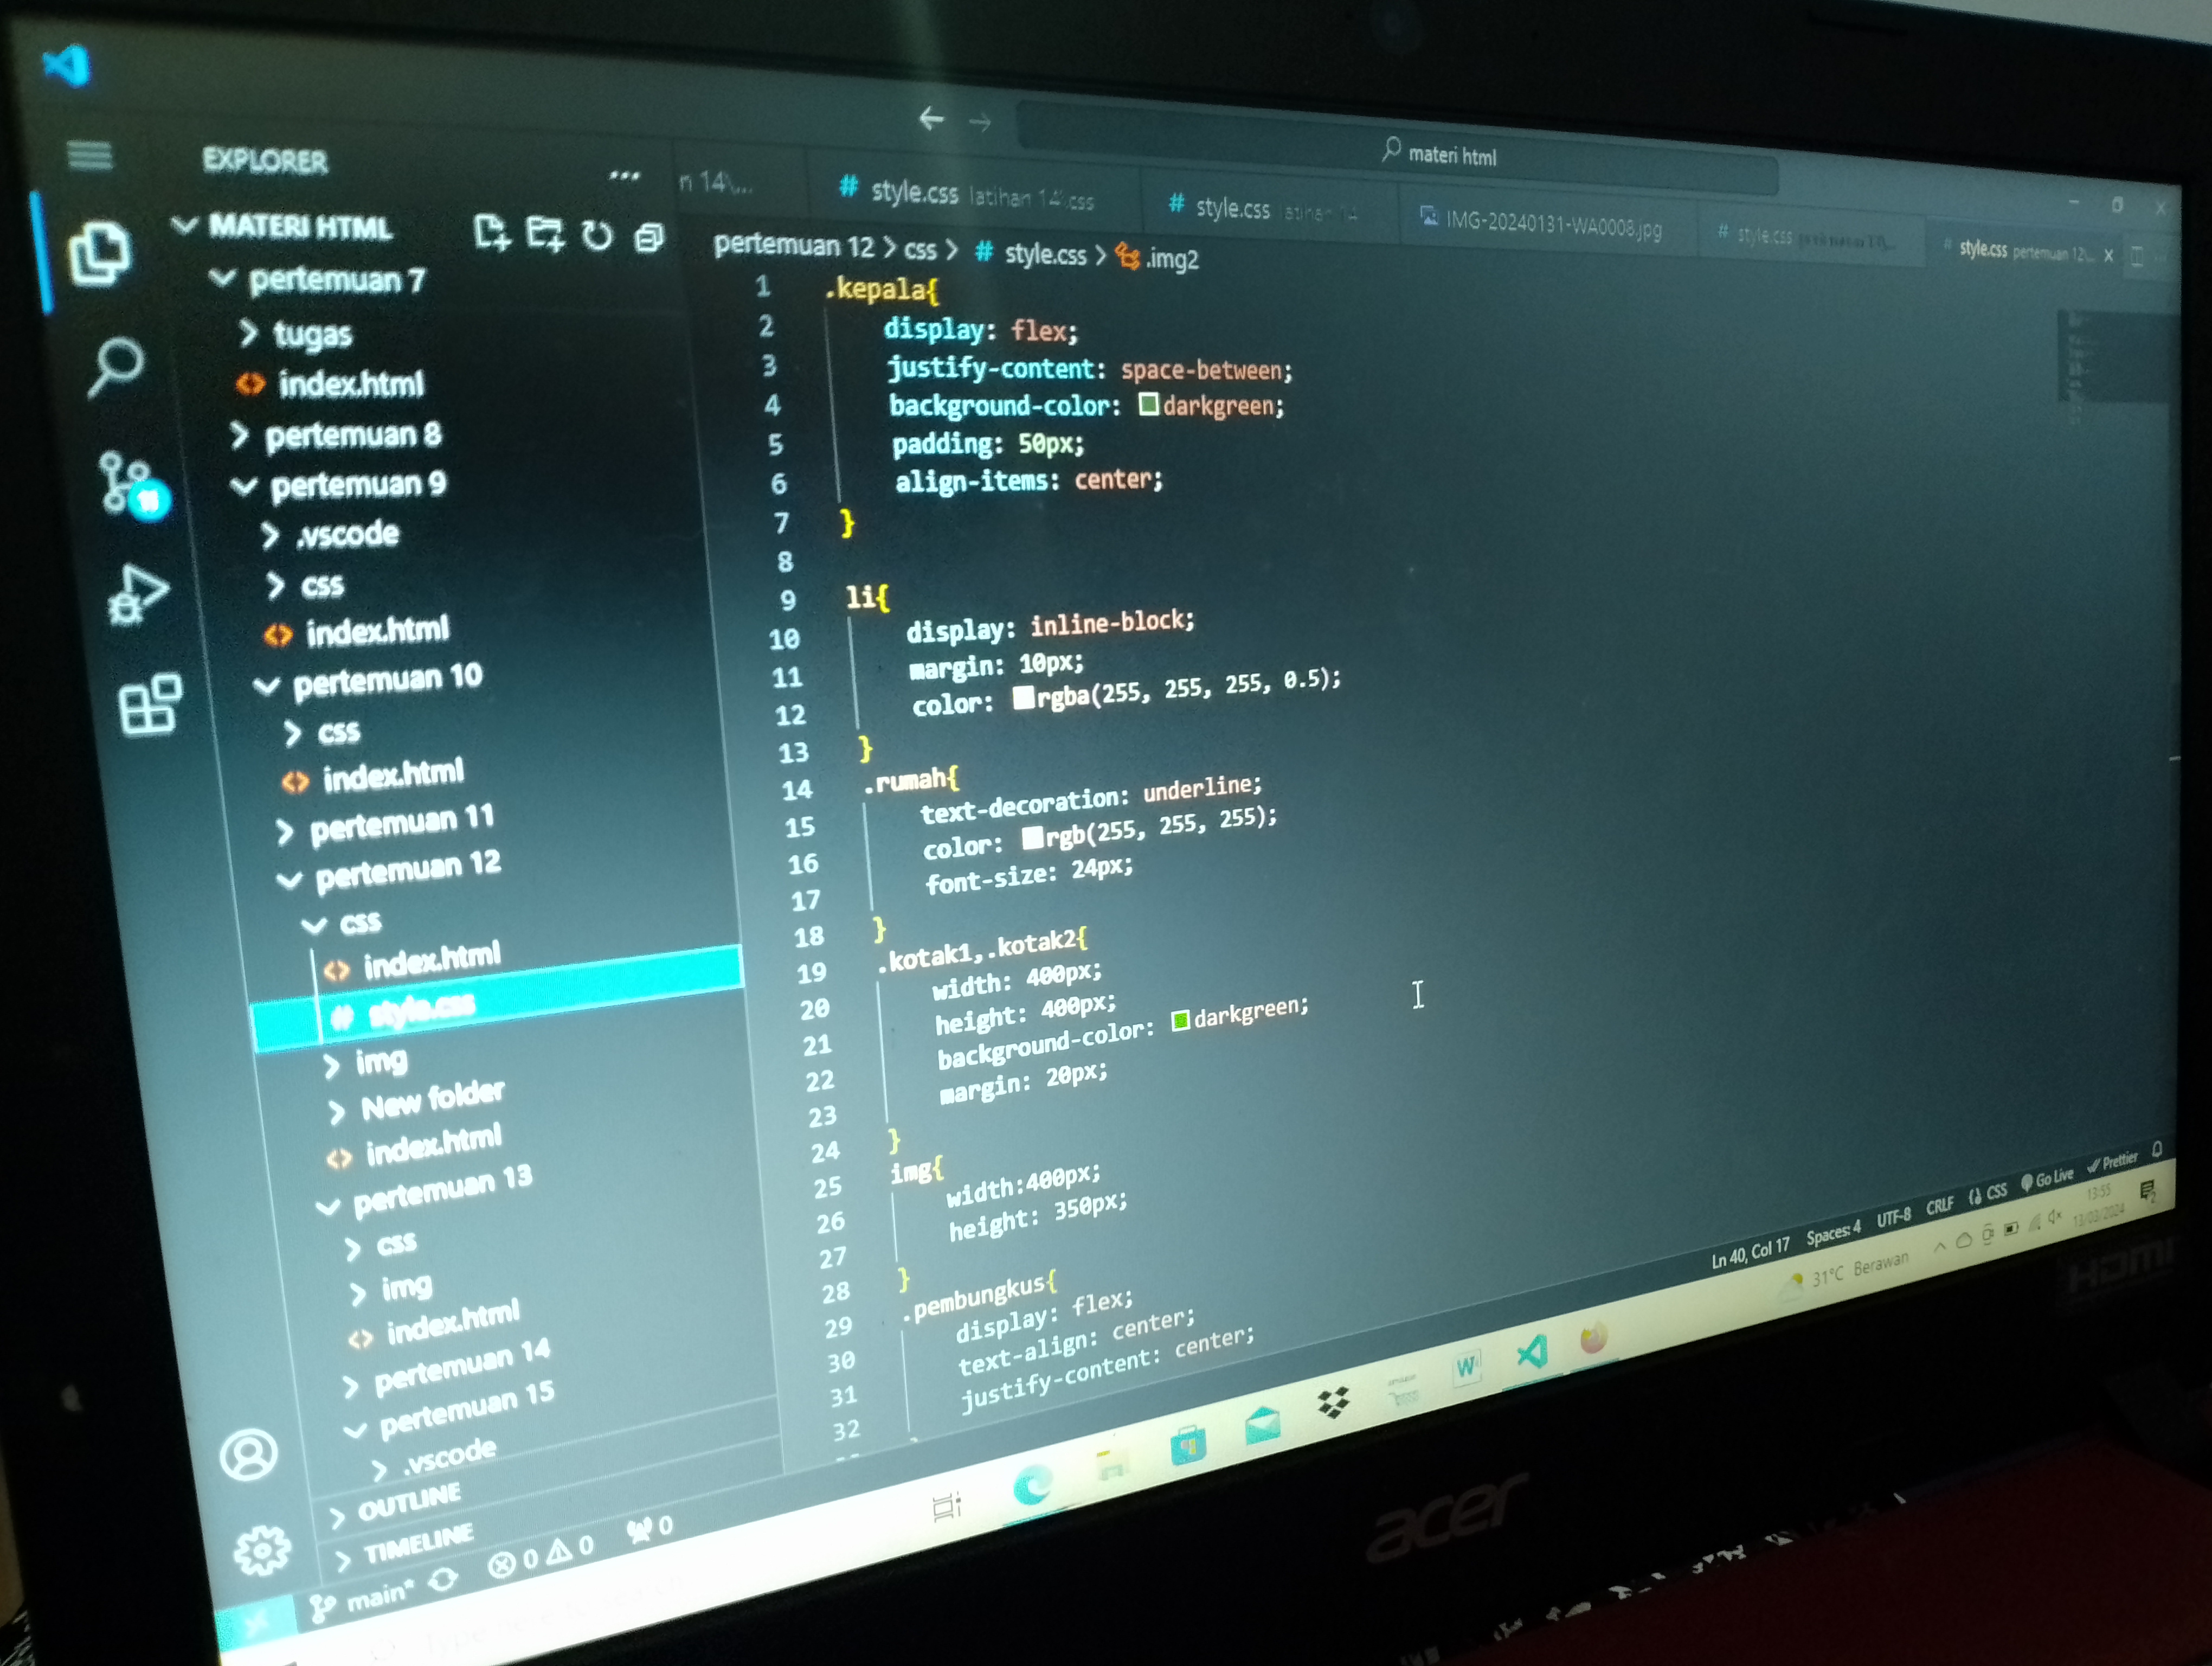 materi html
EXPLORER ...
n 14\...
style.css latihan 14\css
style.css latihan 14
IMG-20240131-WA0008.jpg
style.css
style.css pertemuan 12\...
MATERI HTML
pertemuan 12 > css > # style.css > .img2
pertemuan 7
tugas
index.html
pertemuan 8
pertemuan 9
.vscode
css
index.html
pertemuan 10
css
index.html
pertemuan 11
pertemuan 12
css
index.html
style.css
img
New folder
index.html
pertemuan 13
css
img
index.html
pertemuan 14
pertemuan 15
.vscode
OUTLINE
TIMELINE
1 .kepala{
2 display: flex;
3 justify-content: space-between;
4 background-color: darkgreen;
5 padding: 50px;
6 align-items: center;
7 }
8
9 li{
10 display: inline-block;
11 margin: 10px;
12 color: rgba(255, 255, 255, 0.5);
13 }
14 .rumah{
15 text-decoration: underline;
16 color: rgb(255, 255, 255);
17 font-size: 24px;
18 }
19 .kotak1,.kotak2{
20 width: 400px;
21 height: 400px;
22 background-color: darkgreen;
23 margin: 20px;
24 }
25 img{
26 width:400px;
27 height: 350px;
28 }
29 .pembungkus{
30 display: flex;
31 text-align: center;
32 justify-content: center;
main* 0 0 0
Ln 40, Col 17 Spaces: 4 UTF-8 CRLF {} CSS Go Live Prettier
31°C Berawan
13:55
13/03/2024
acer
HDMI